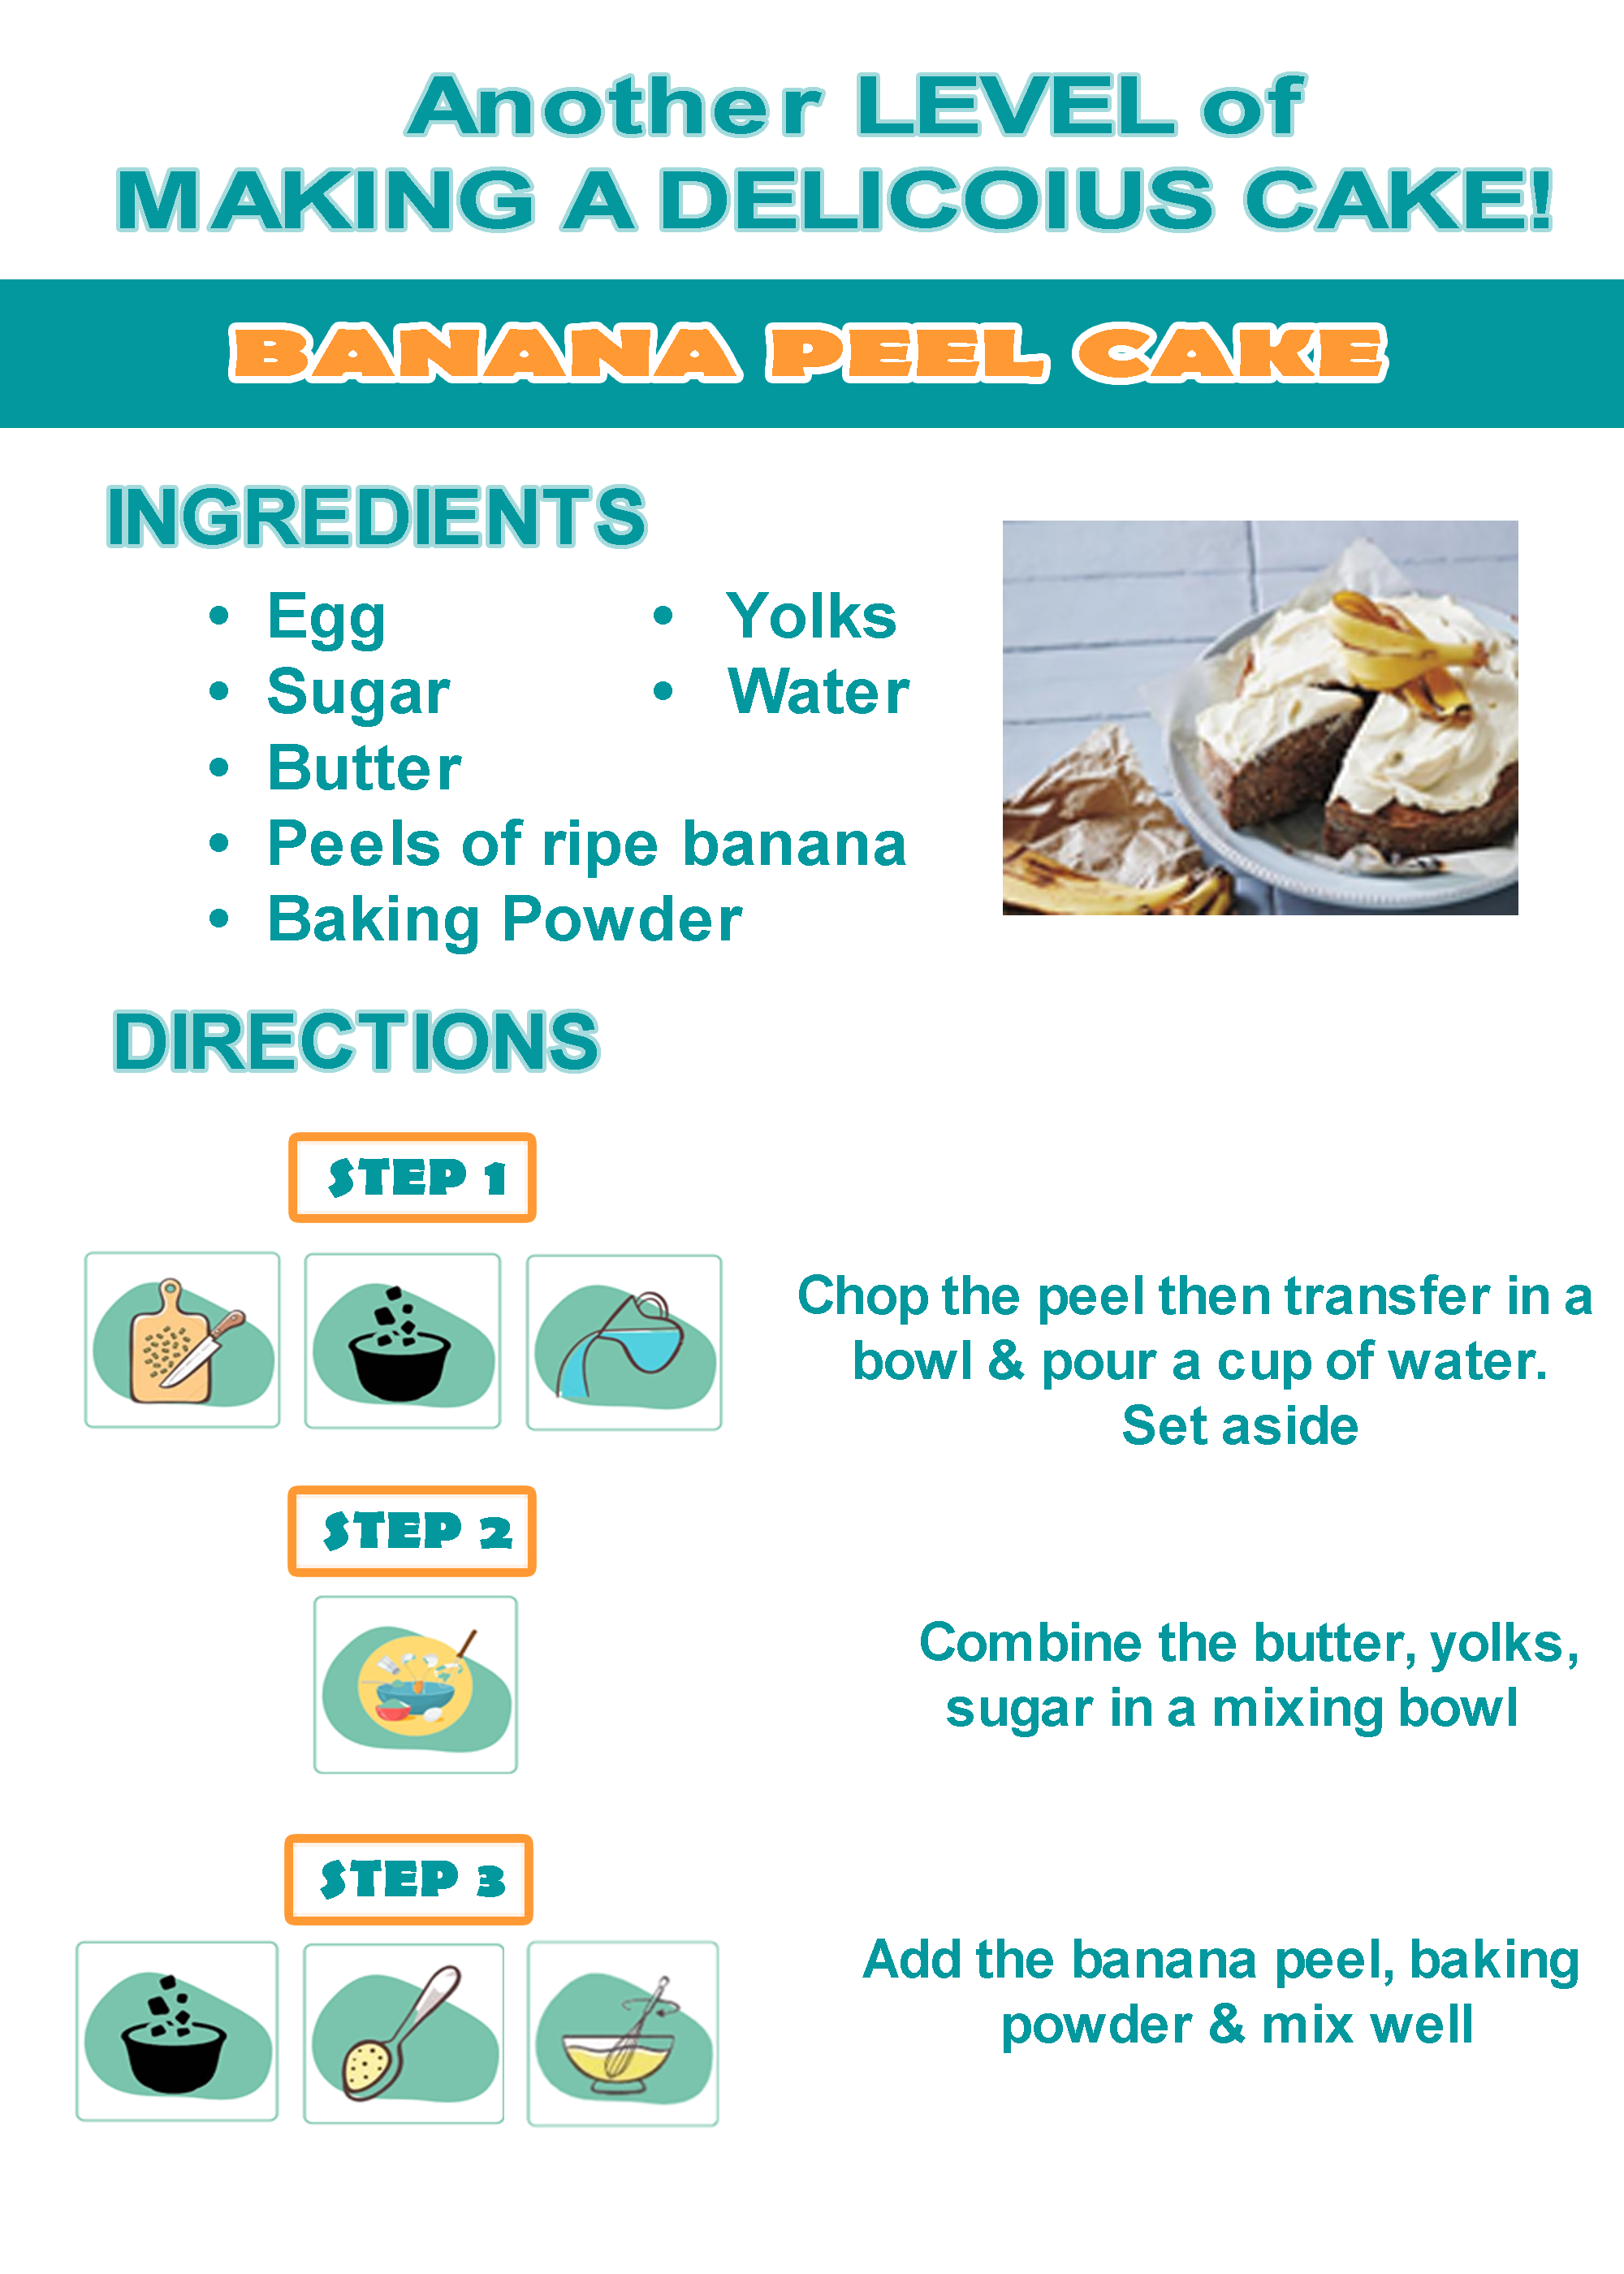 Another LEVEL of
MAKING A DELICOIUS CAKE!
BANANA PEEL CAKE
INGREDIENTS
• Egg
• Sugar
• Butter
• Peels of ripe banana
• Baking Powder
• Yolks
• Water
DIRECTIONS
STEP 1
Chop the peel then transfer in a
bowl & pour a cup of water.
Set aside
STEP 2
Combine the butter, yolks,
sugar in a mixing bowl
STEP 3
Add the banana peel, baking
powder & mix well